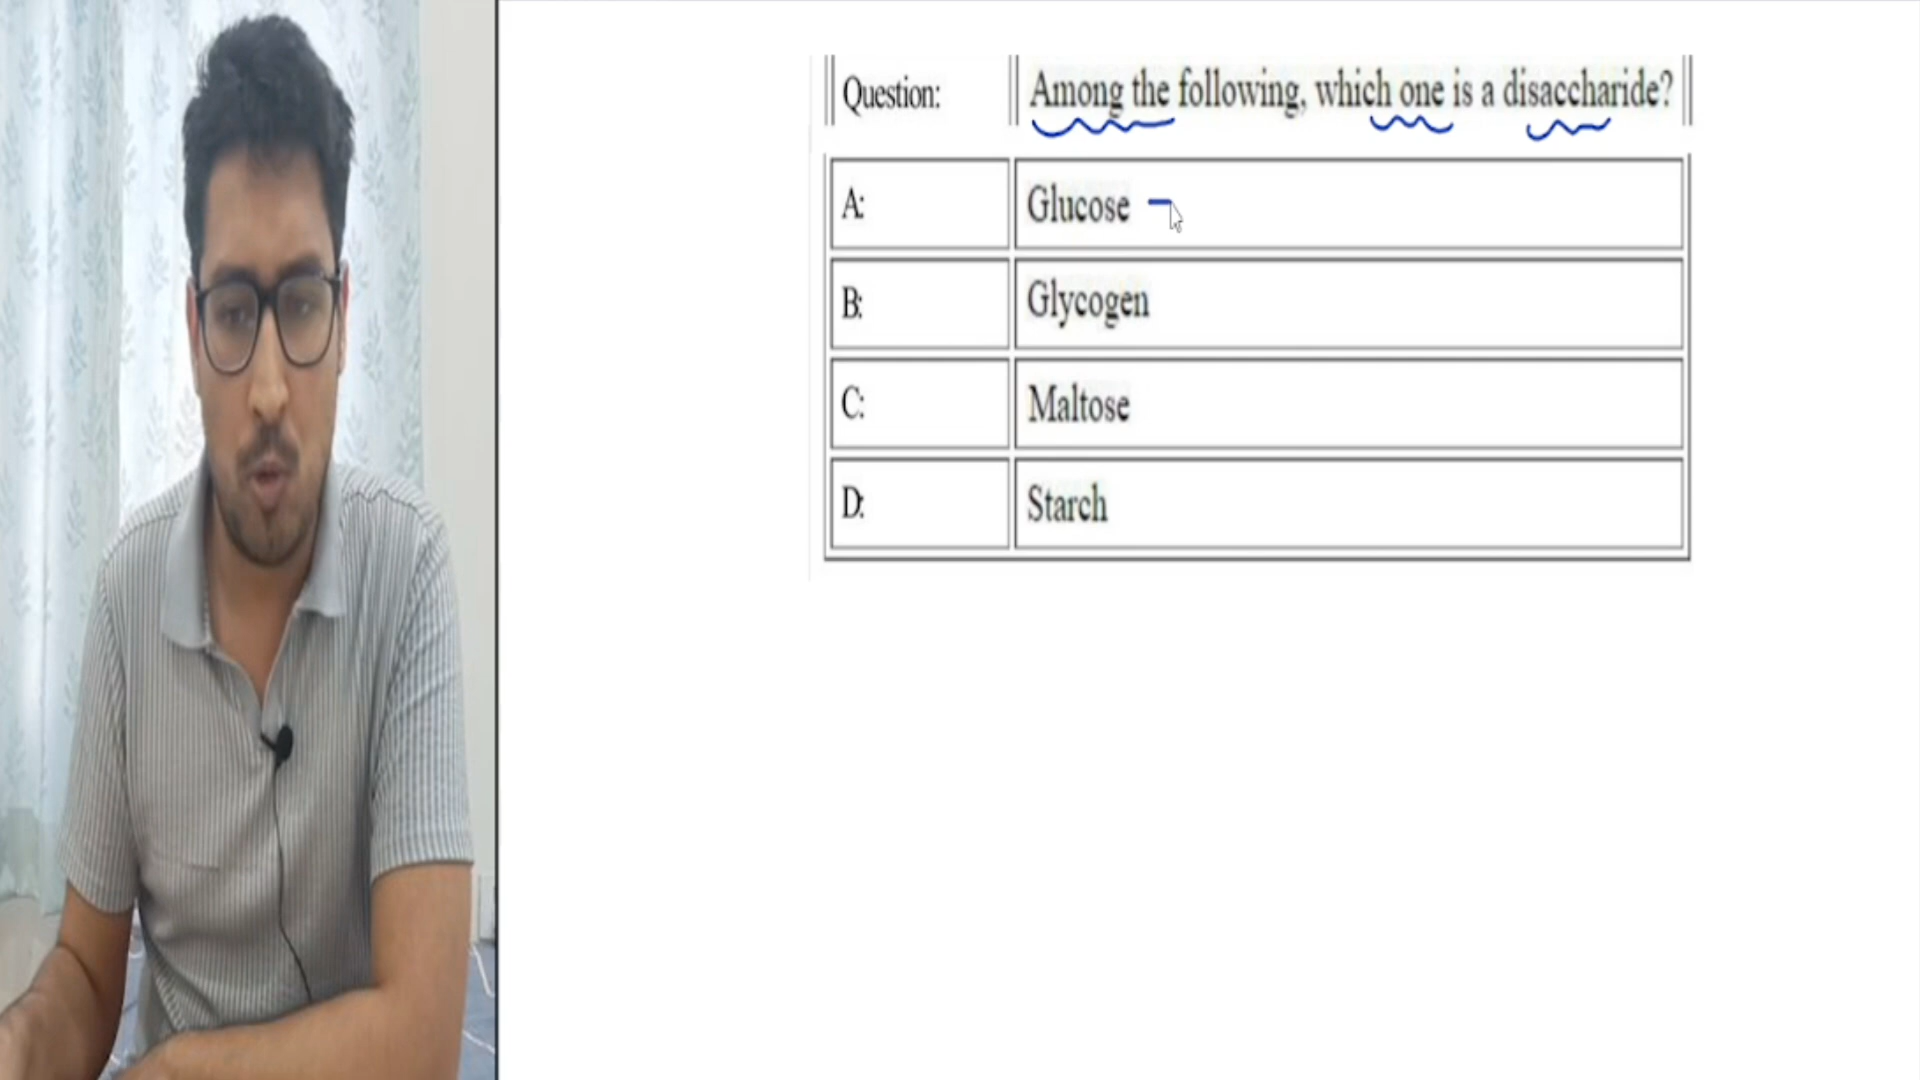 Question: Among the following, which one is a disaccharide?
A: Glucose
B: Glycogen
C: Maltose
D: Starch